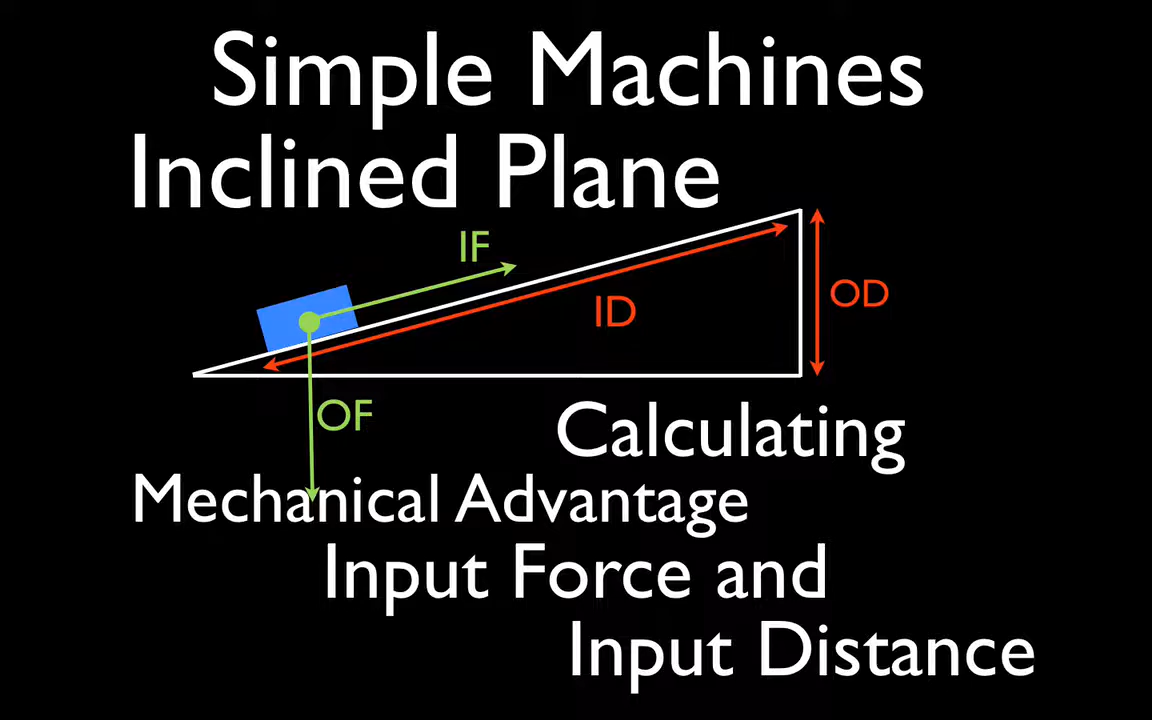 Simple Machines
Inclined Plane
IF
ID
OD
OF
Calculating
Mechanical Advantage
Input Force and
Input Distance